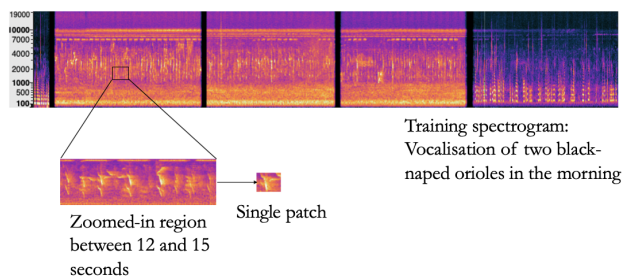 19000
10000
7000
4000
2000
1000
500
100
Training spectrogram:
Vocalisation of two black-
naped orioles in the morning
Single patch
Zoomed-in region
between 12 and 15
seconds